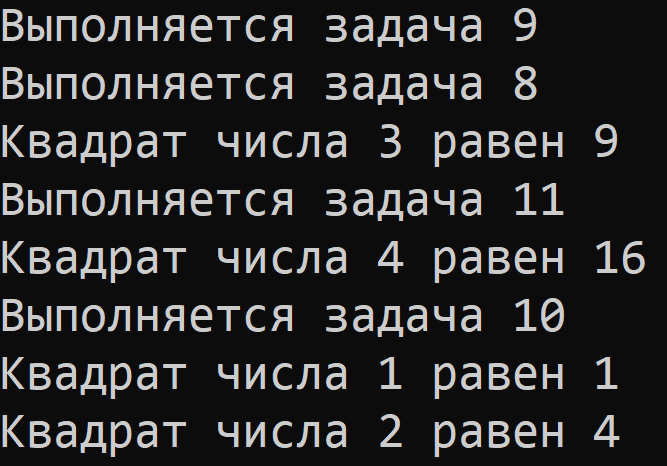 Выполняется задача 9
Выполняется задача 8
Квадрат числа 3 равен 9
Выполняется задача 11
Квадрат числа 4 равен 16
Выполняется задача 10
Квадрат числа 1 равен 1
Квадрат числа 2 равен 4